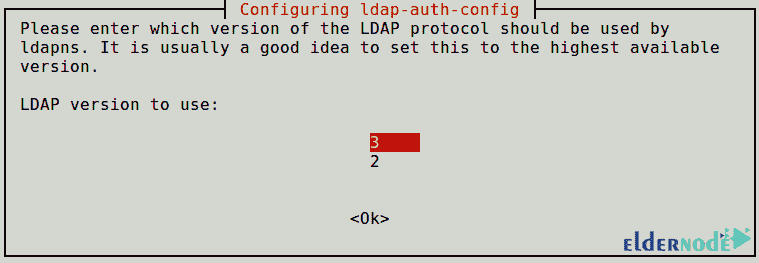 Configuring ldap-auth-config
Please enter which version of the LDAP protocol should be used by
ldapns. It is usually a good idea to set this to the highest available
version.
LDAP version to use:
3
2
<Ok>
eldernode